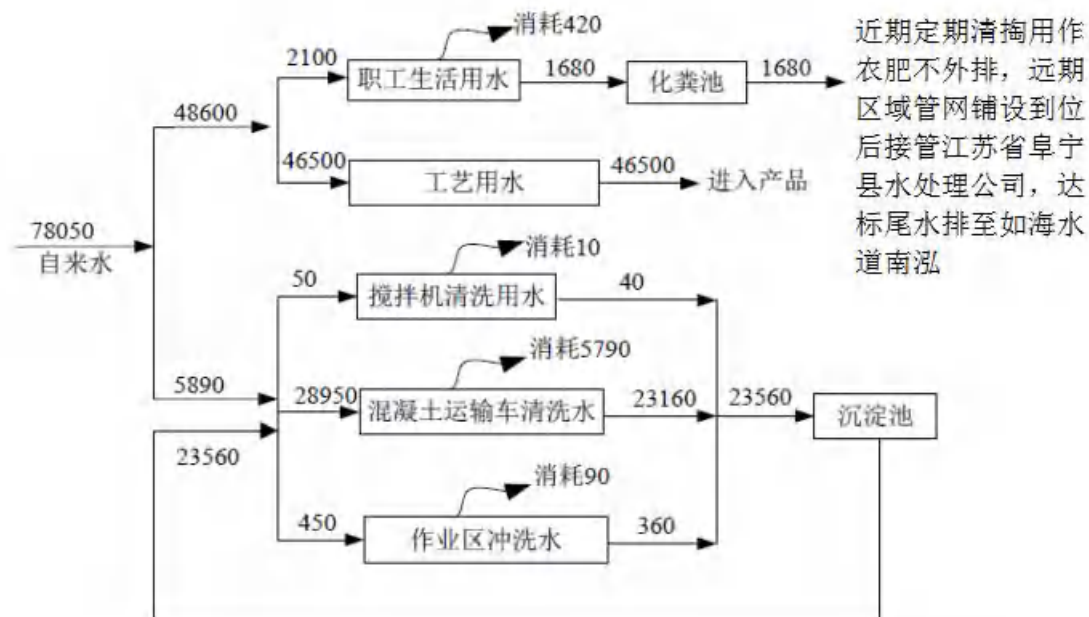 消耗420
2100
职工生活用水
1680
化粪池
1680
48600
46500
工艺用水
46500
进入产品
近期定期清掏用作
农肥不外排，远期
区域管网铺设到位
后接管江苏省阜宁
县水处理公司，达
标尾水排至如海水
道南泓
78050
自来水
消耗10
50
搅拌机清洗用水
40
消耗5790
5890
28950
混凝土运输车清洗水
23160
23560
沉淀池
23560
消耗90
450
作业区冲洗水
360